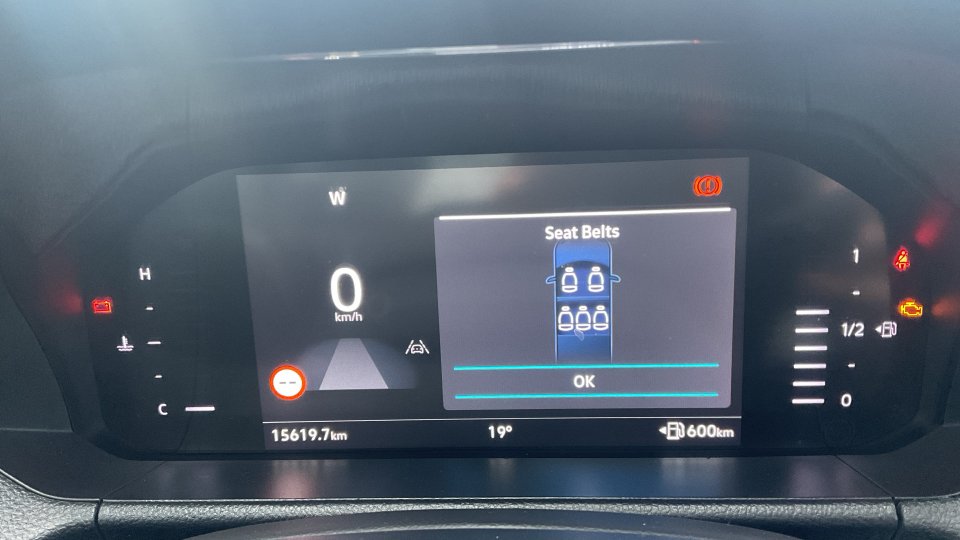 W
Seat Belts
H
1
0
km/h
1/2
--
OK
C
0
15619.7km
19°
600km